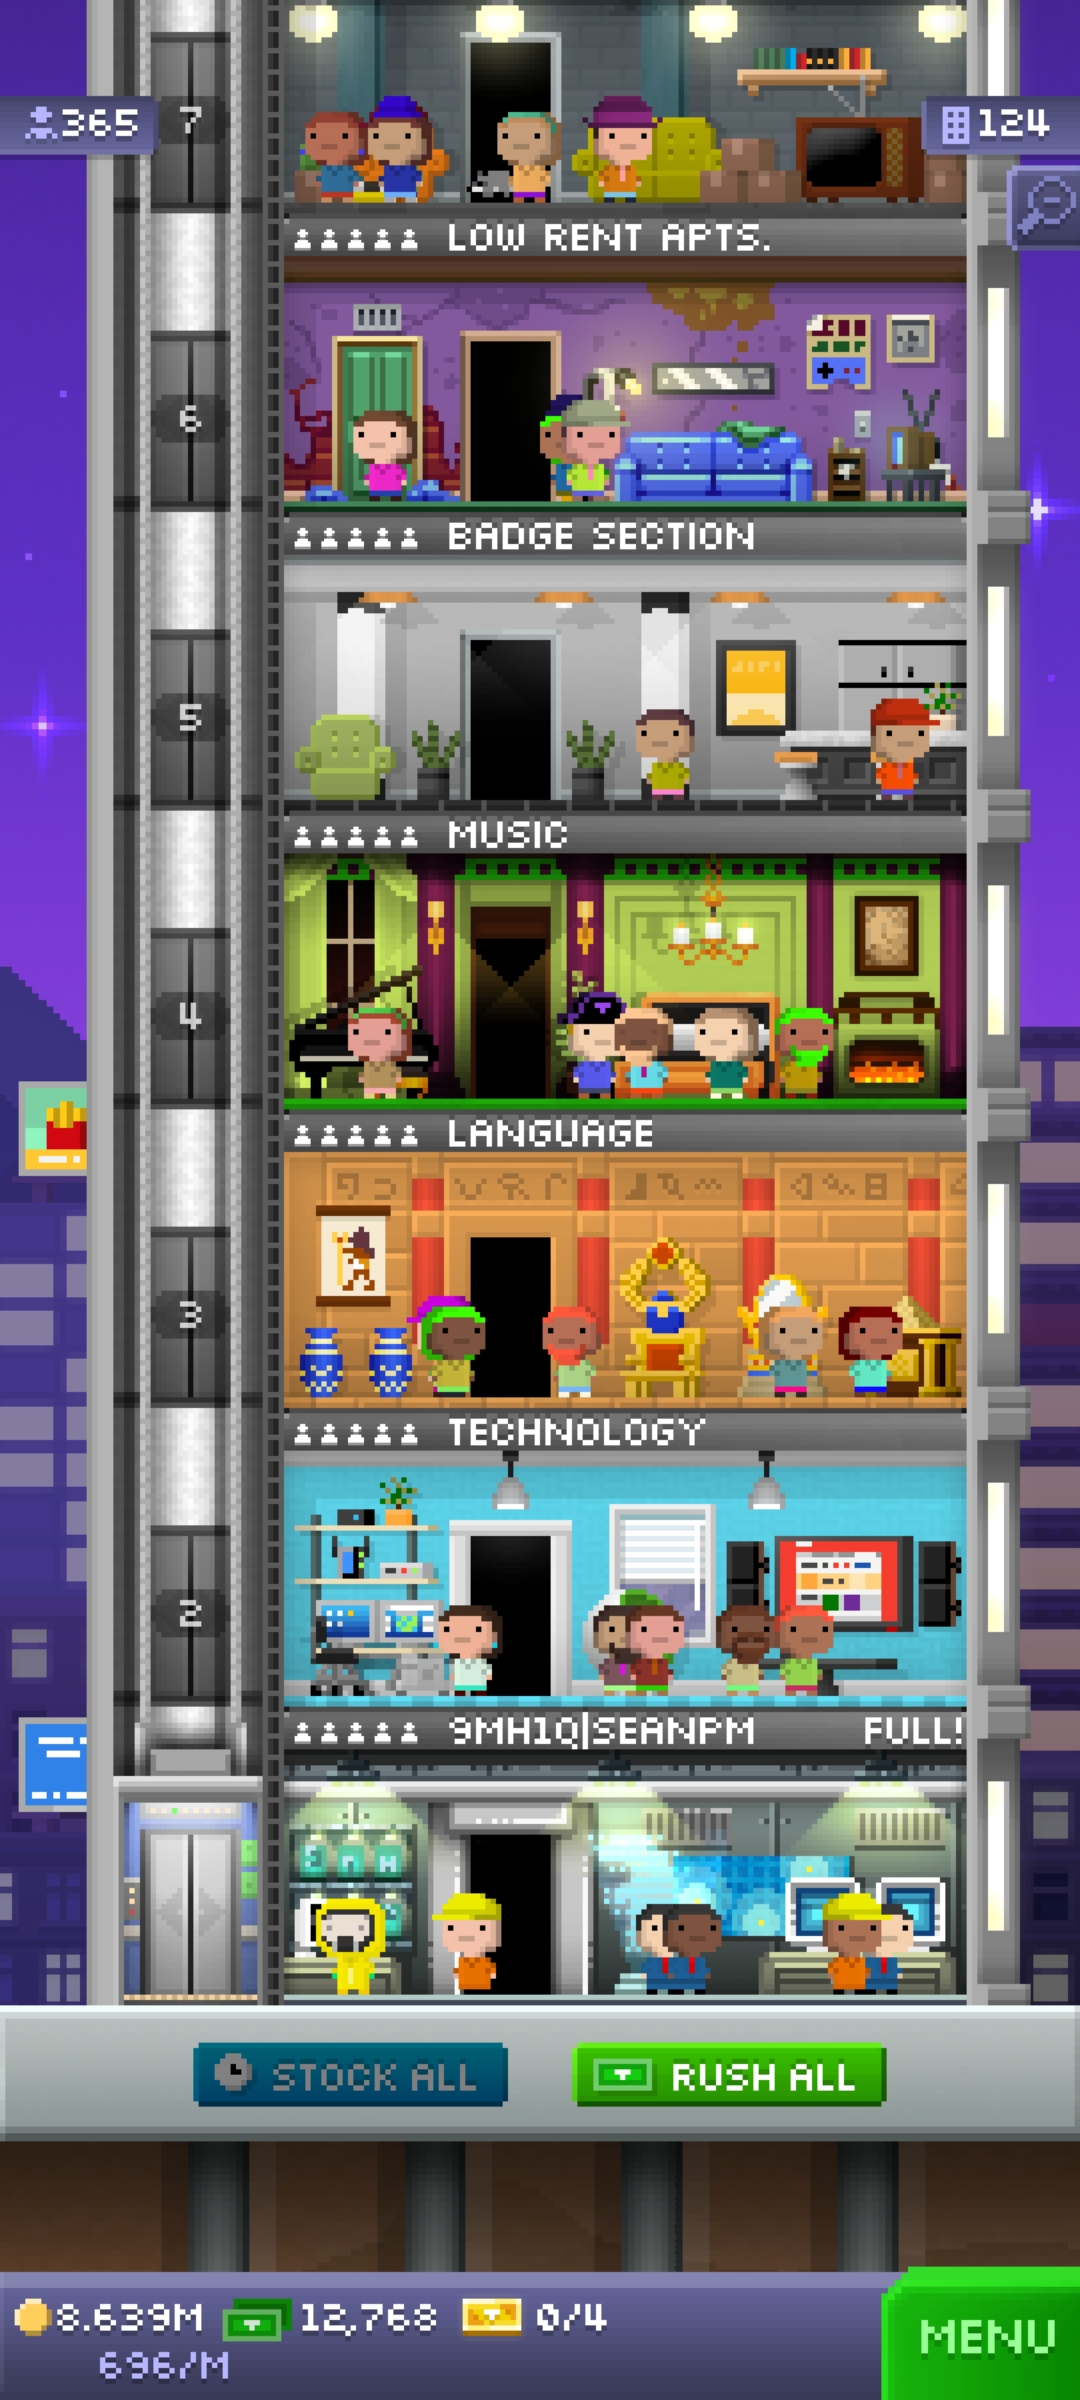 365
7
124
LOW RENT APTS.
6
BADGE SECTION
5
MUSIC
4
LANGUAGE
3
TECHNOLOGY
2
9MH1Q|SEANPM FULL!
STOCK ALL
RUSH ALL
8.639M
12,768
0/4
696/M
MENU